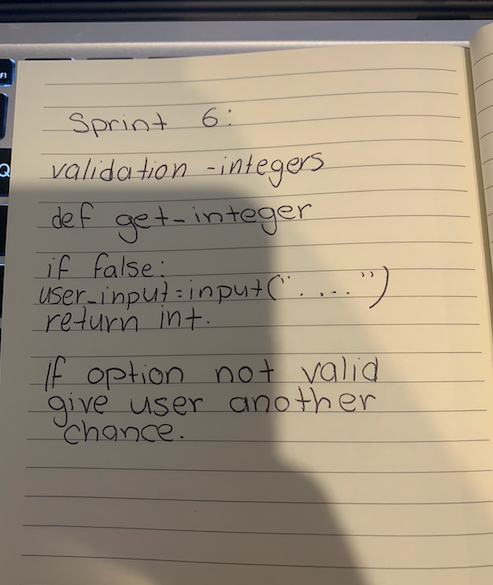 Sprint 6:
validation -integers
def get-integer
if false:
user_input = input("....")
return int.
If option not valid
give user another
chance.